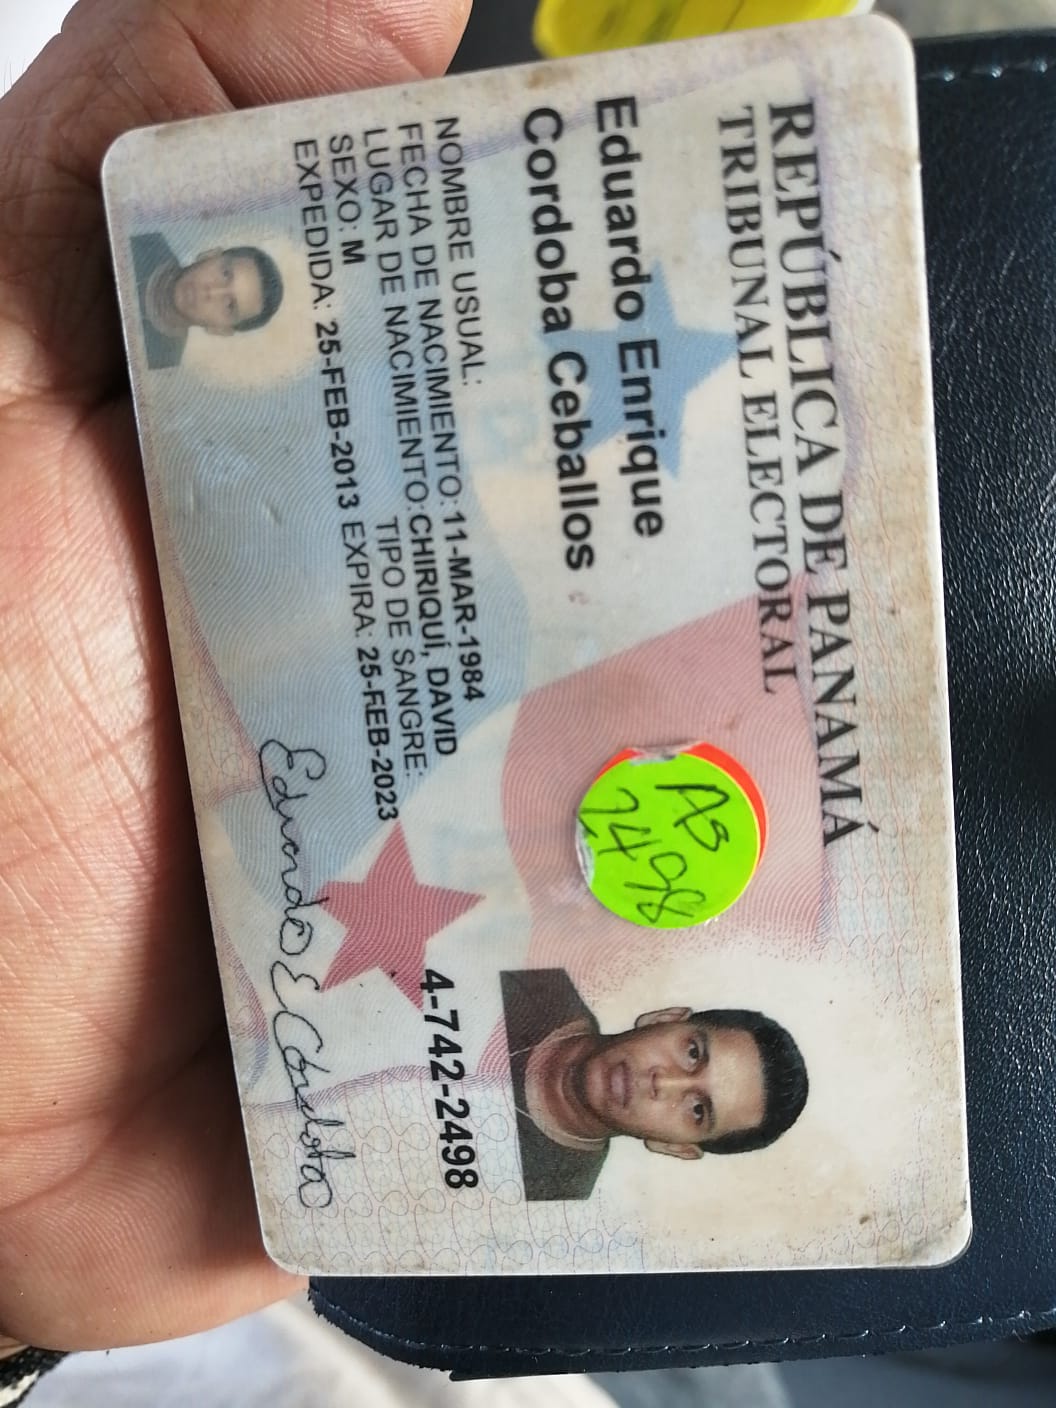 REPÚBLICA DE PANAMÁ
TRIBUNAL ELECTORAL
Eduardo Enrique
Cordoba Ceballos
NOMBRE USUAL:
FECHA DE NACIMIENTO: 11-MAR-1984
LUGAR DE NACIMIENTO: CHIRIQUÍ, DAVID
SEXO: M TIPO DE SANGRE:
EXPEDIDA: 25-FEB-2013 EXPIRA: 25-FEB-2023
4-742-2498
Eduardo E Cordoba